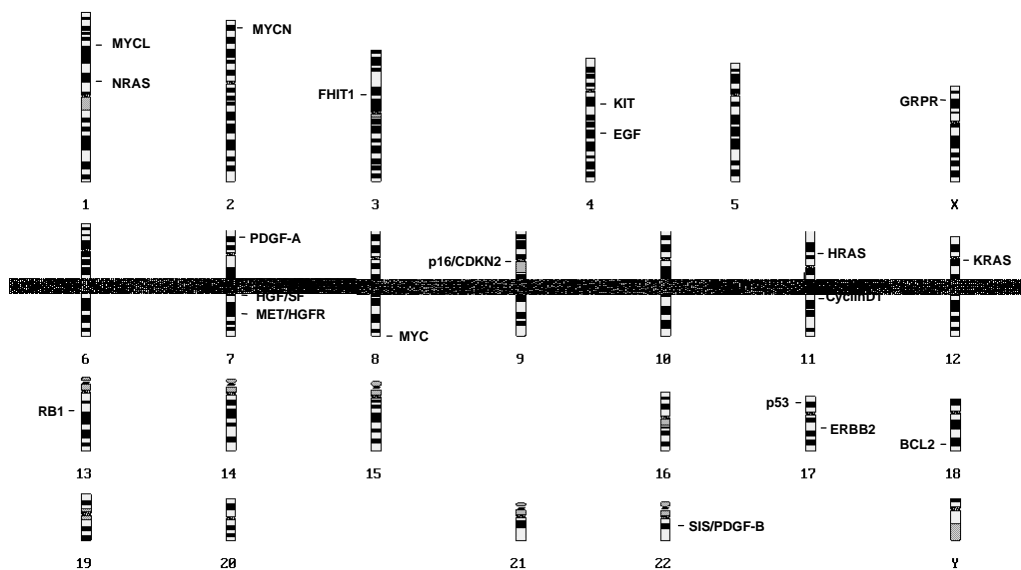 MYCL
MYCN
NRAS
FHIT1
KIT
GRPR
EGF
1
2
3
4
5
X
PDGF-A
p16/CDKN2
HRAS
KRAS
HGF/SF
CyclinD1
MET/HGFR
MYC
6
7
8
9
10
11
12
RB1
p53
ERBB2
BCL2
13
14
15
16
17
18
SIS/PDGF-B
19
20
21
22
Y